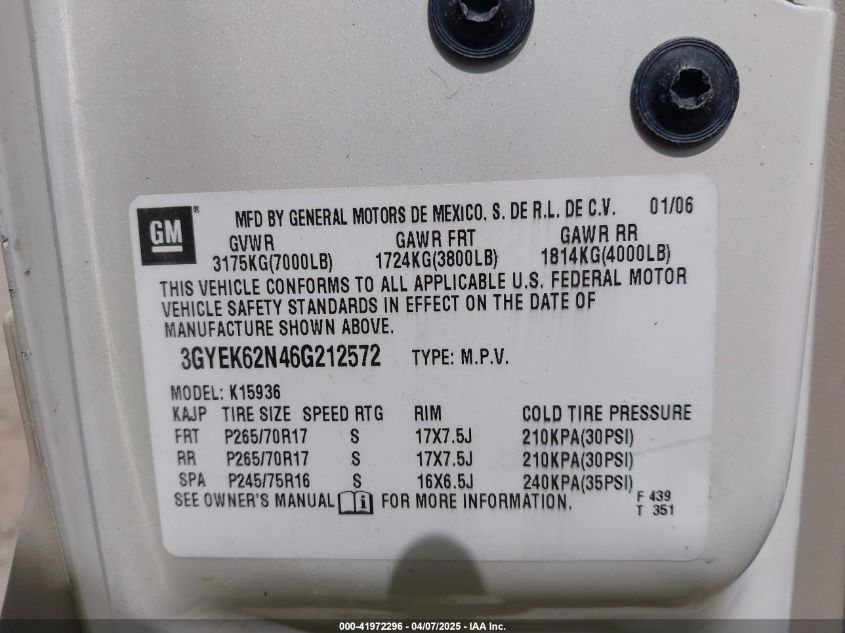 GM ®
MFD BY GENERAL MOTORS DE MEXICO, S. DE R.L. DE C.V. 01/06
GVWR GAWR FRT GAWR RR
3175KG(7000LB) 1724KG(3800LB) 1814KG(4000LB)
THIS VEHICLE CONFORMS TO ALL APPLICABLE U.S. FEDERAL MOTOR
VEHICLE SAFETY STANDARDS IN EFFECT ON THE DATE OF
MANUFACTURE SHOWN ABOVE.
3GYEK62N46G212572 TYPE: M.P.V.
MODEL: K15936
KAJP TIRE SIZE SPEED RTG RIM COLD TIRE PRESSURE
FRT P265/70R17 S 17X7.5J 210KPA(30PSI)
RR P265/70R17 S 17X7.5J 210KPA(30PSI)
SPA P245/75R16 S 16X6.5J 240KPA(35PSI)
SEE OWNER'S MANUAL i FOR MORE INFORMATION.
F 439
T 351
000-41972296 - 04/07/2025 - IAA Inc.